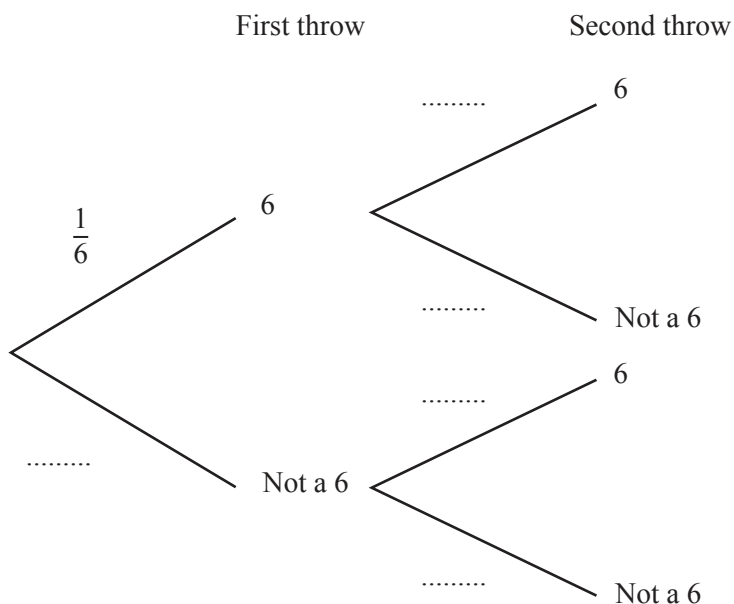 First throw Second throw
......... 6
1/6 6
......... Not a 6
......... 6
......... Not a 6
......... Not a 6